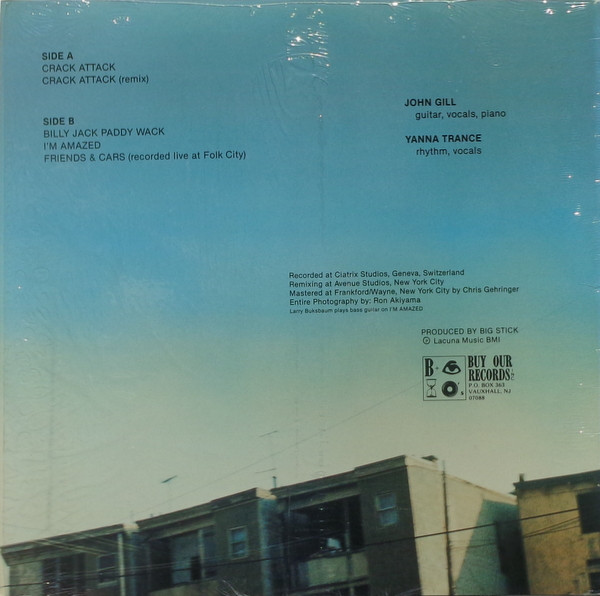 SIDE A
CRACK ATTACK
CRACK ATTACK (remix)
SIDE B
BILLY JACK PADDY WACK
I'M AMAZED
FRIENDS & CARS (recorded live at Folk City)
JOHN GILL
guitar, vocals, piano
YANNA TRANCE
rhythm, vocals
Recorded at Ciatrix Studios, Geneva, Switzerland
Remixing at Avenue Studios, New York City
Mastered at Frankford/Wayne, New York City by Chris Gehringer
Entire Photography by: Ron Akiyama
Larry Buksbaum plays bass guitar on I'M AMAZED
PRODUCED BY BIG STICK
℗ Lacuna Music BMI
B
BUY OUR
RECORDS
P.O. BOX 363
VAUXHALL, NJ
07088